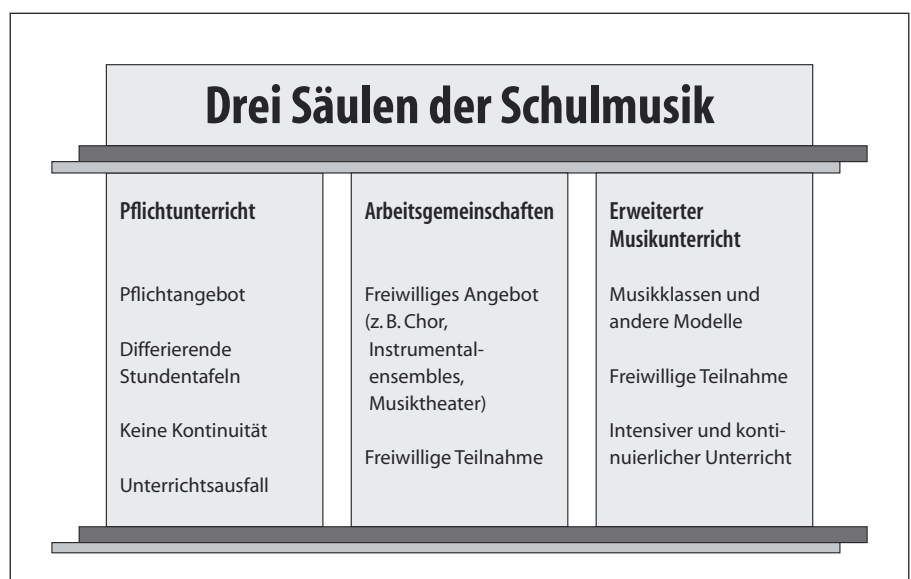 Drei Säulen der Schulmusik
Pflichtunterricht
Pflichtangebot
Differierende
Stundentafeln
Keine Kontinuität
Unterrichtsausfall
Arbeitsgemeinschaften
Freiwilliges Angebot
(z. B. Chor,
Instrumental-
ensembles,
Musiktheater)
Freiwillige Teilnahme
Erweiterter
Musikunterricht
Musikklassen und
andere Modelle
Freiwillige Teilnahme
Intensiver und konti-
nuierlicher Unterricht